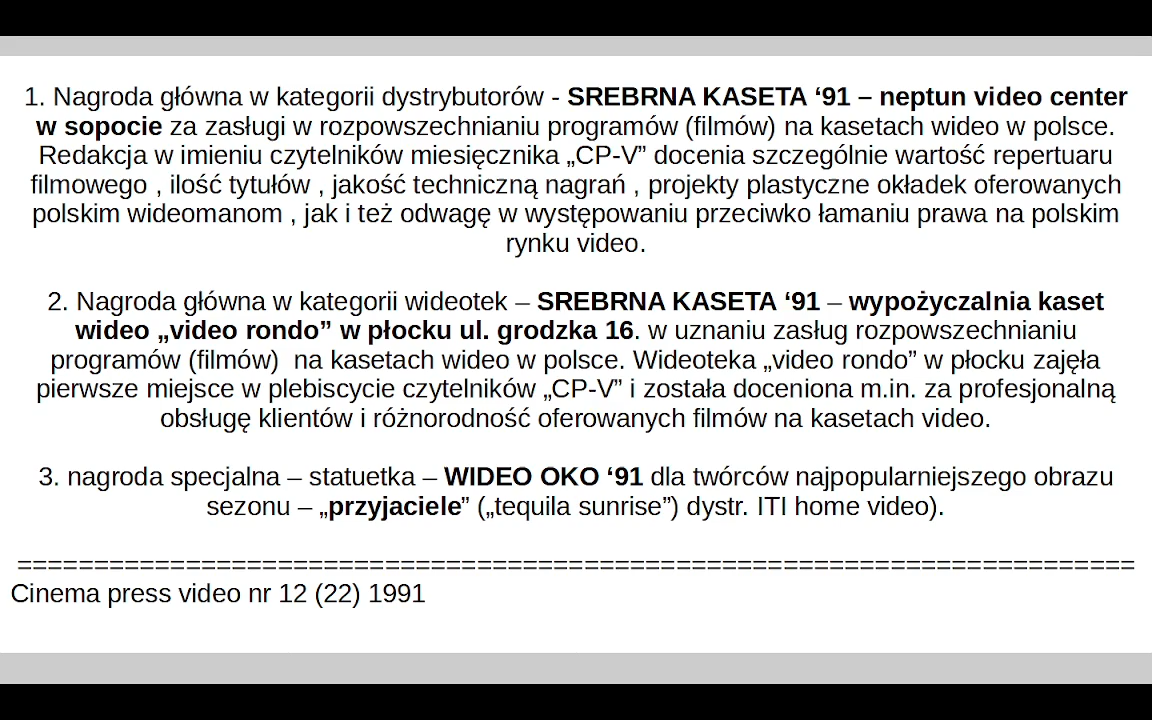 1. Nagroda główna w kategorii dystrybutorów - SREBRNA KASETA ‘91 – neptun video center
w sopocie za zasługi w rozpowszechnianiu programów (filmów) na kasetach wideo w polsce.
Redakcja w imieniu czytelników miesięcznika „CP-V” docenia szczególnie wartość repertuaru
filmowego , ilość tytułów , jakość techniczną nagrań , projekty plastyczne okładek oferowanych
polskim wideomanom , jak i też odwagę w występowaniu przeciwko łamaniu prawa na polskim
rynku video.
2. Nagroda główna w kategorii wideotek – SREBRNA KASETA ‘91 – wypożyczalnia kaset
wideo „video rondo” w płocku ul. grodzka 16. w uznaniu zasług rozpowszechnianiu
programów (filmów)  na kasetach wideo w polsce. Wideoteka „video rondo” w płocku zajęła
pierwsze miejsce w plebiscycie czytelników „CP-V” i została doceniona m.in. za profesjonalną
obsługę klientów i różnorodność oferowanych filmów na kasetach video.
3. nagroda specjalna – statuetka – WIDEO OKO ‘91 dla twórców najpopularniejszego obrazu
sezonu – „przyjaciele” („tequila sunrise”) dystr. ITI home video).
=========================================================================
Cinema press video nr 12 (22) 1991